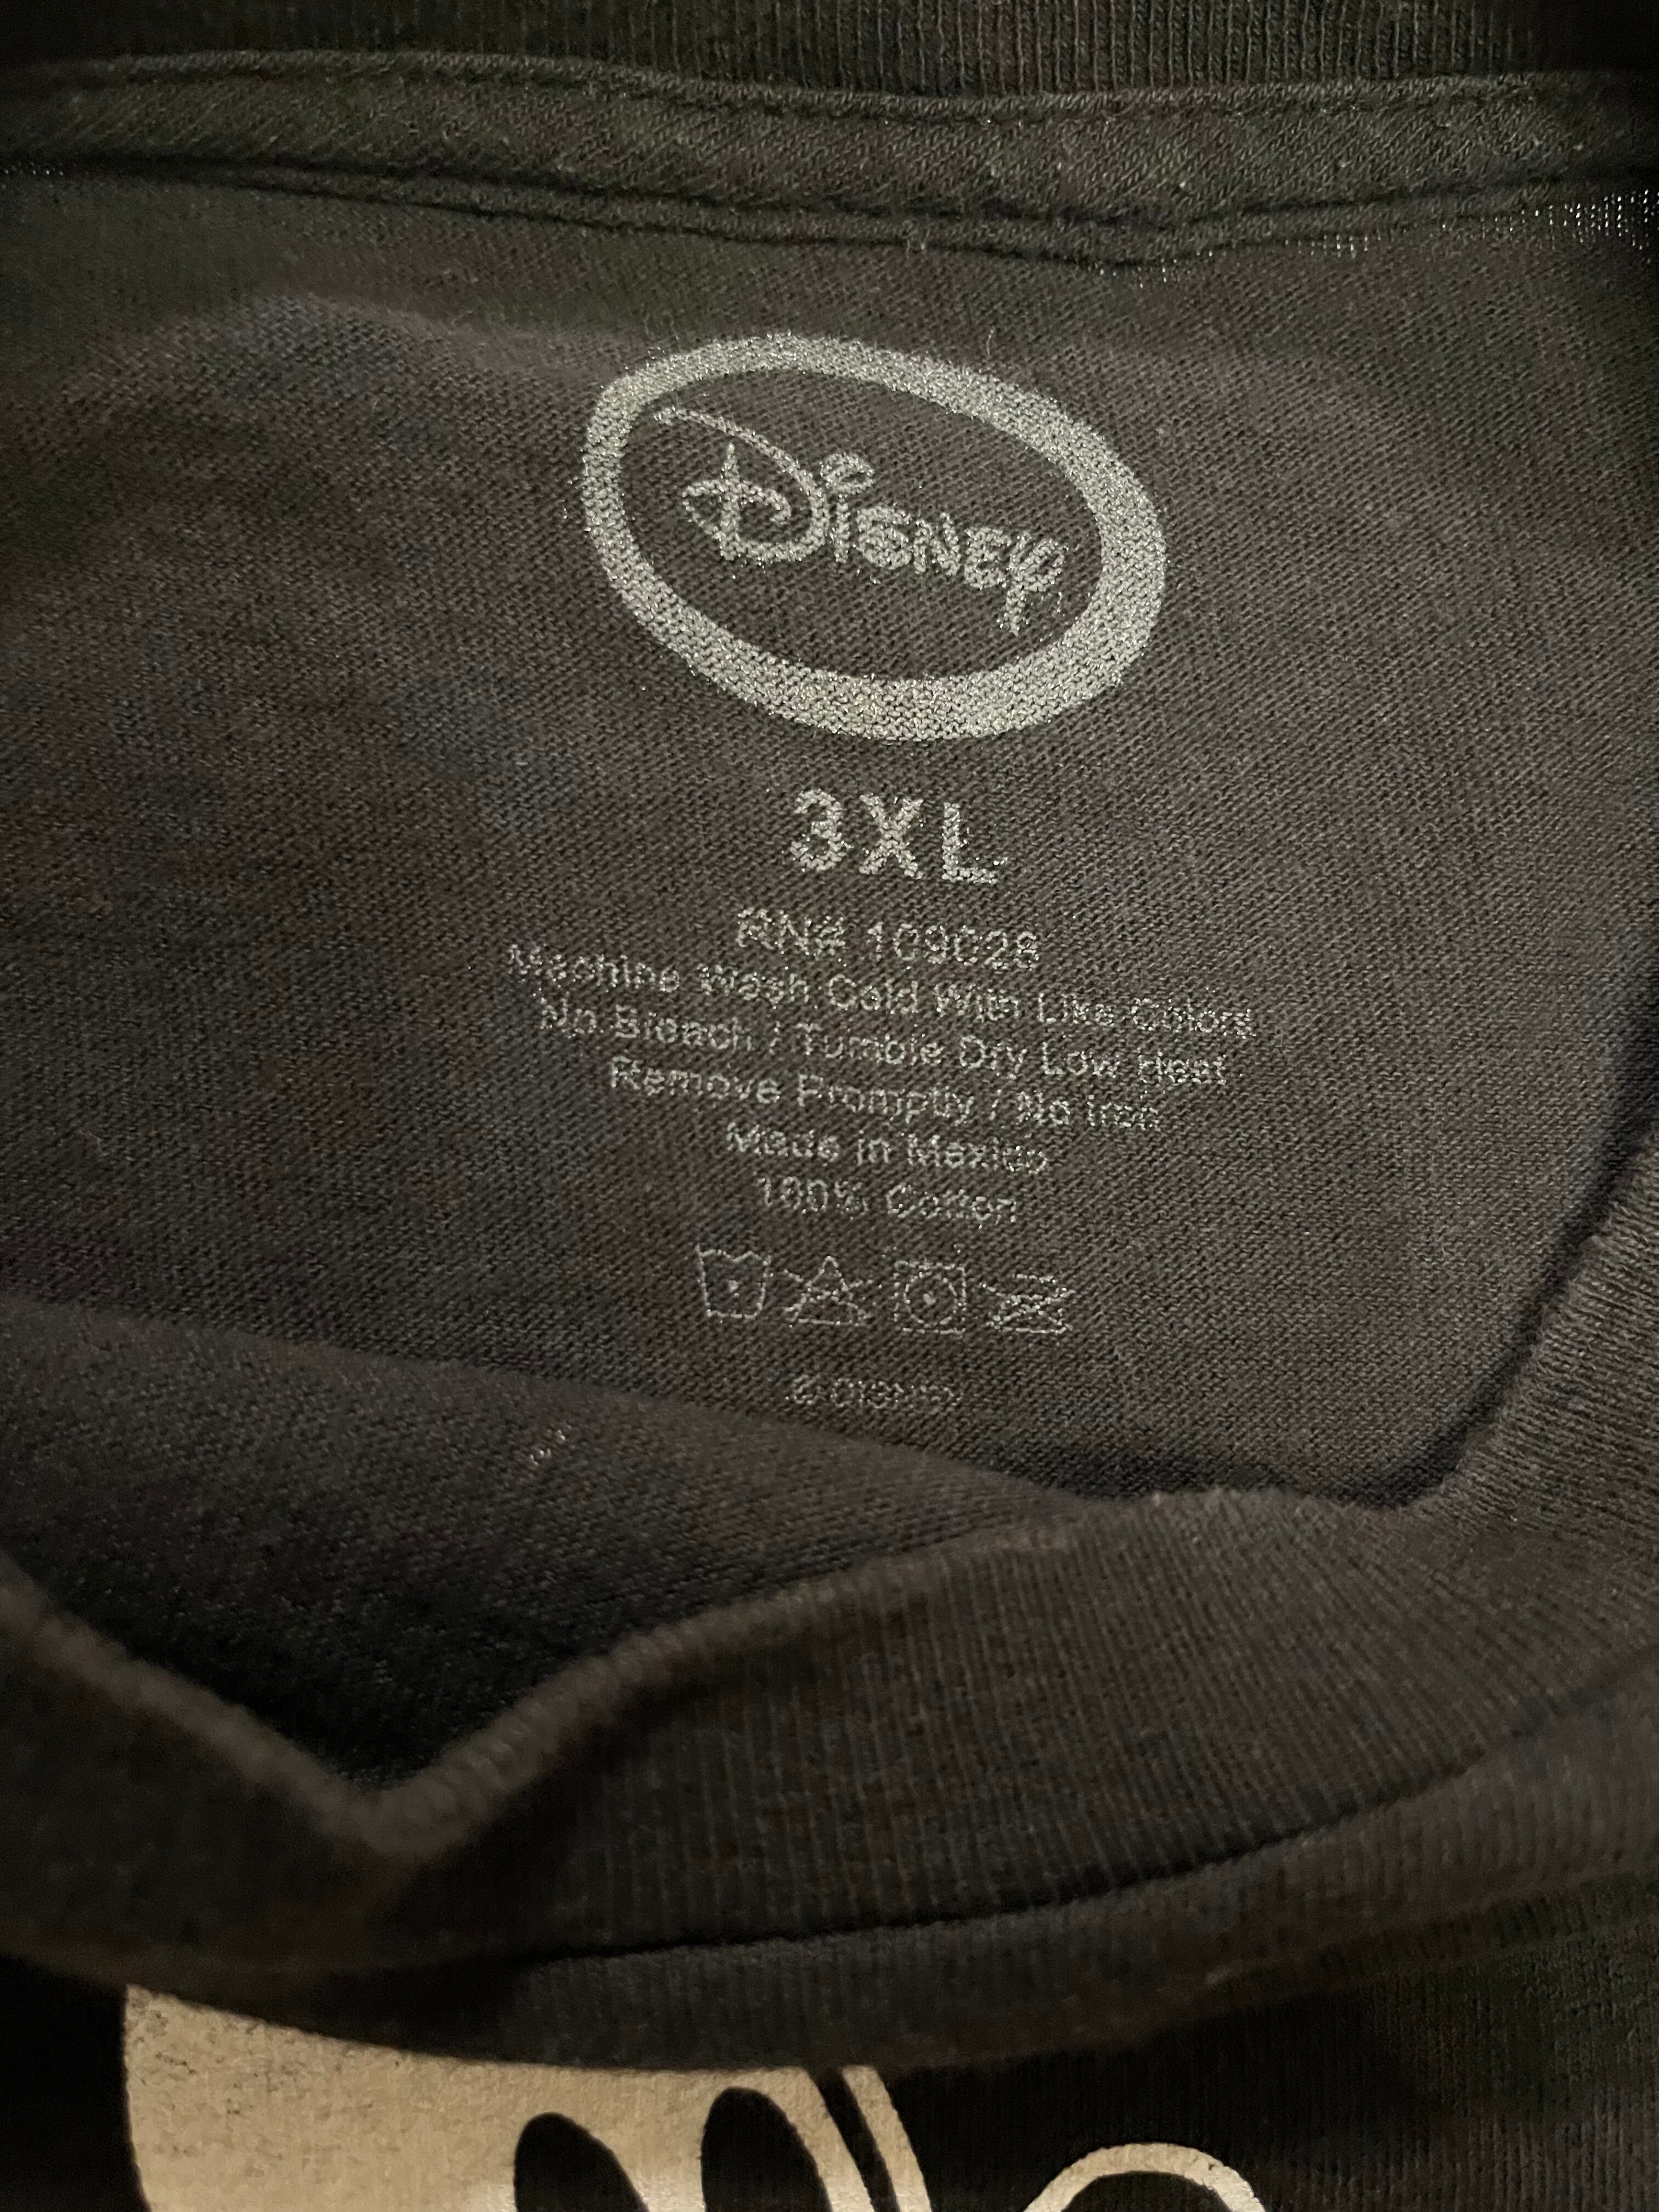 Disney
3XL
RN# 109028
Machine Wash Cold With Like Colors
No Bleach / Tumble Dry Low Heat
Remove Promptly / No Iron
Made in Mexico
100% Cotton
© Disney